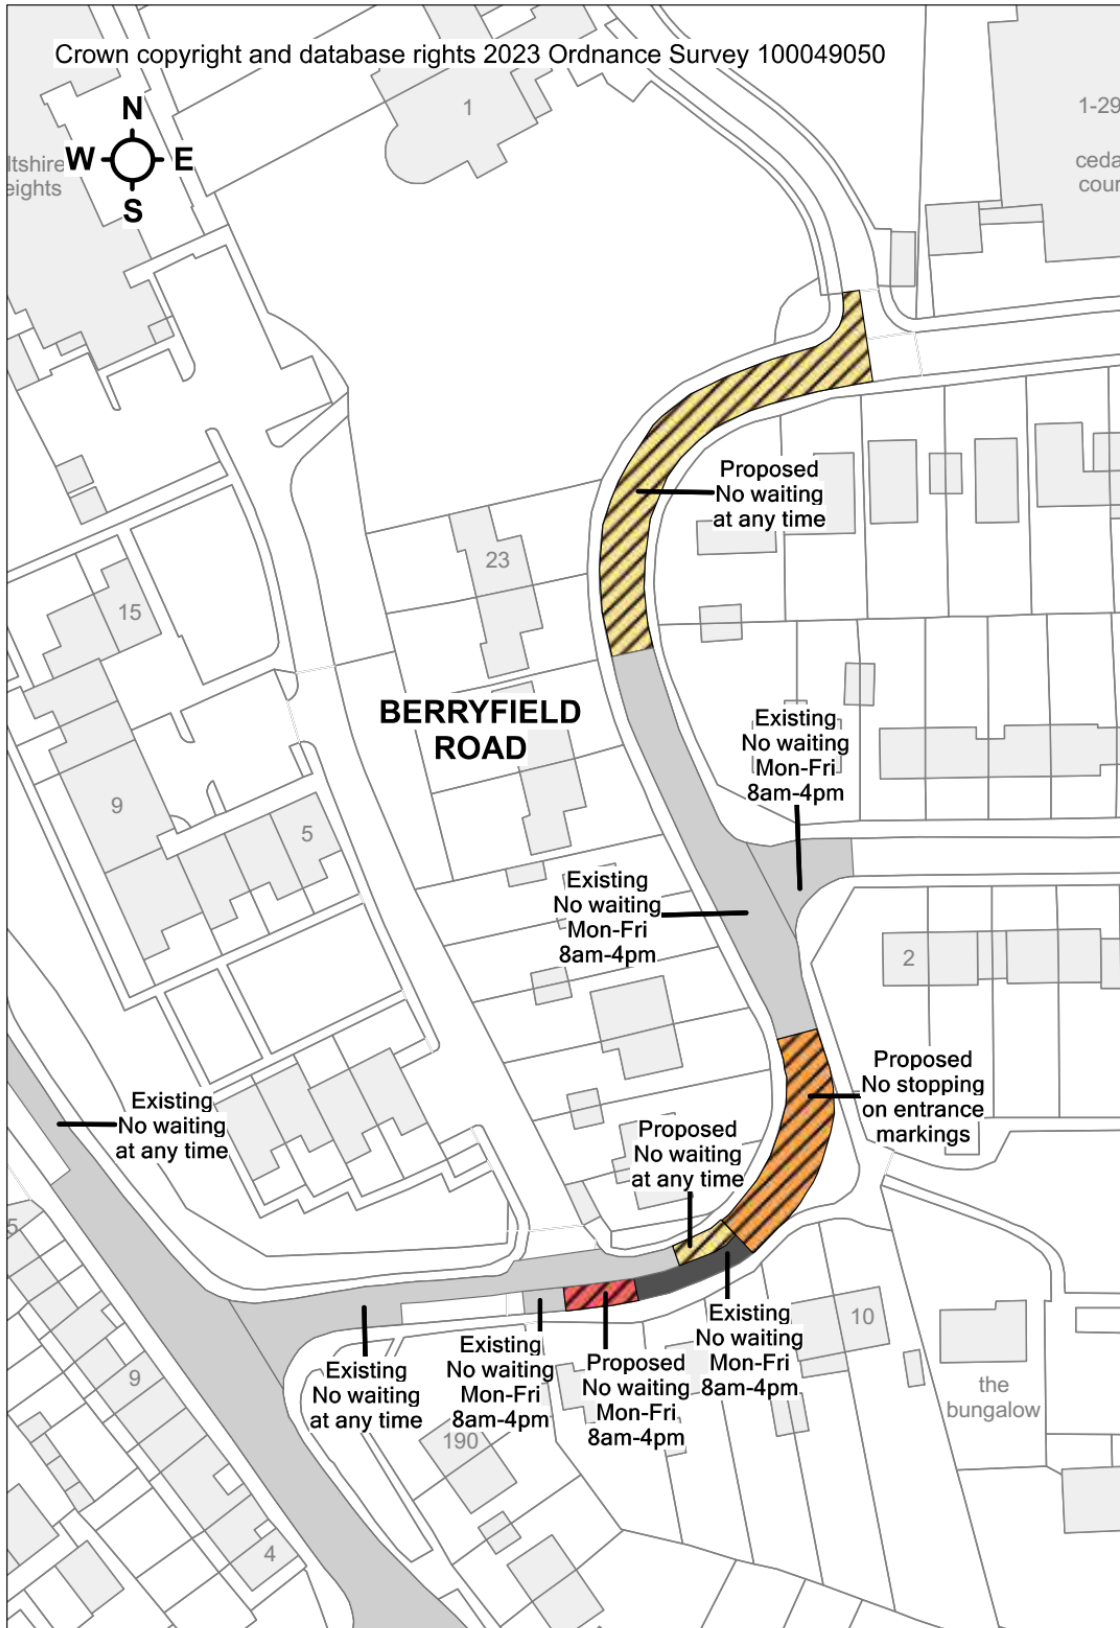 Crown copyright and database rights 2023 Ordnance Survey 100049050
N
W E
S
ltshire
eights
1
1-29
ceda
cour
Proposed
No waiting
at any time
23
15
BERRYFIELD
ROAD
Existing
No waiting
Mon-Fri
8am-4pm
9
5
Existing
No waiting
Mon-Fri
8am-4pm
2
Proposed
No stopping
on entrance
markings
Existing
No waiting
at any time
Proposed
No waiting
at any time
5
10
the
bungalow
9
Existing
No waiting
at any time
Existing
No waiting
Mon-Fri
8am-4pm
Proposed
No waiting
Mon-Fri
8am-4pm
Existing
No waiting
Mon-Fri
8am-4pm
190
4